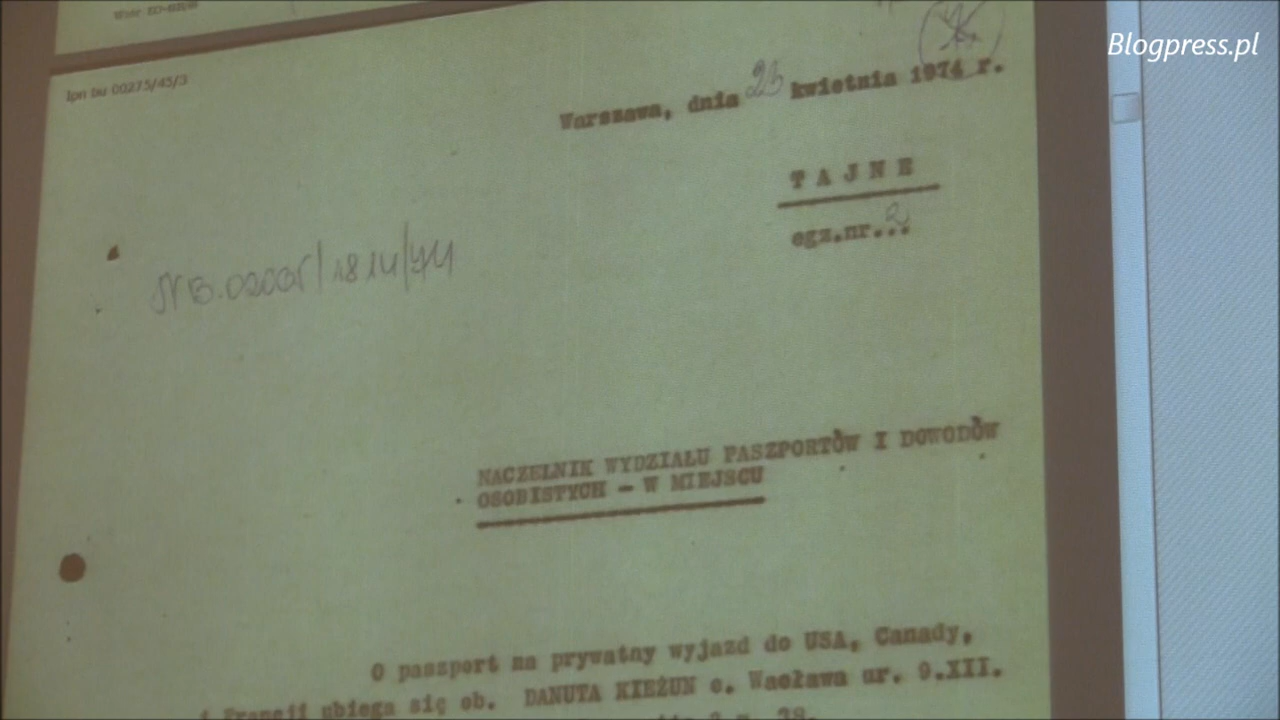 Blogpress.pl
Ipn bu 00275/45/3
Warszawa, dnia 23 kwietnia 1974 r.
T A J N E
egz.nr..2
NACZELNIK WYDZIAŁU PASZPORTÓW I DOWODÓW
OSOBISTYCH - W MIEJSCU
O paszport na prywatny wyjazd do USA, Canady,
i Francji ubiega się ob. DANUTA KIEŻUN c. Wacława ur. 9.XII.